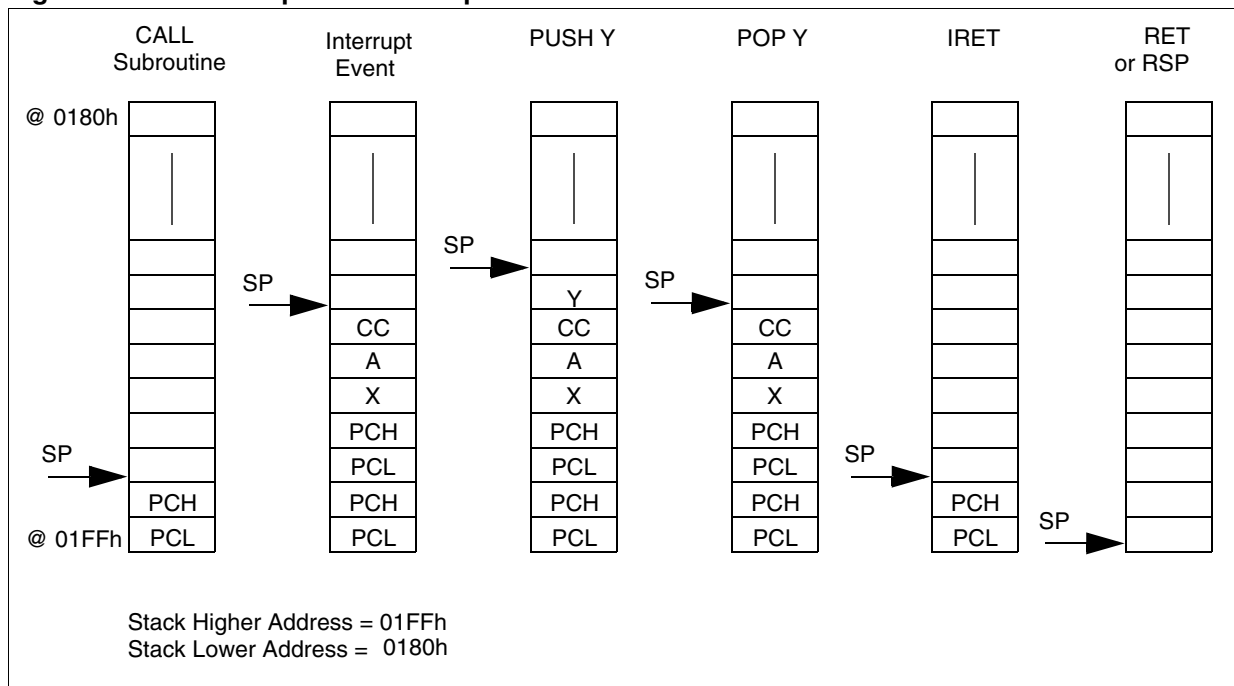 CALL
Subroutine
Interrupt
Event
PUSH Y
POP Y
IRET
RET
or RSP
@ 0180h
SP
SP
SP
Y
CC
CC
CC
A
A
A
X
X
X
PCH
PCH
PCH
SP
PCL
PCL
PCL
SP
PCH
PCH
PCH
PCH
PCH
SP
@ 01FFh
PCL
PCL
PCL
PCL
PCL
Stack Higher Address = 01FFh
Stack Lower Address = 0180h